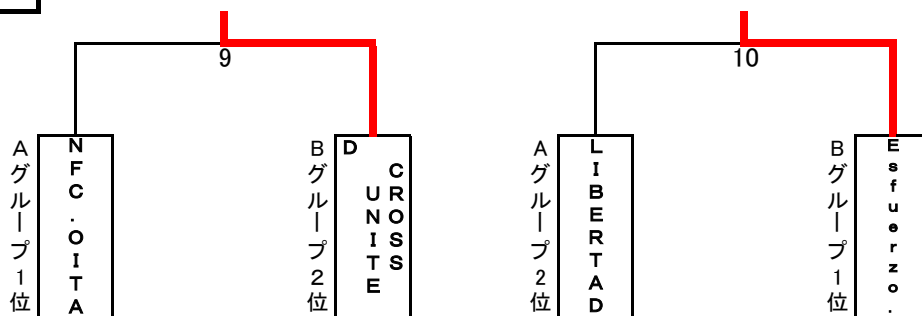 9
10
Aグループ1位
NFC.OITA
Bグループ2位
CROSS
UNITE
D
Aグループ2位
LIBERTAD
Bグループ1位
Esfuerzo.